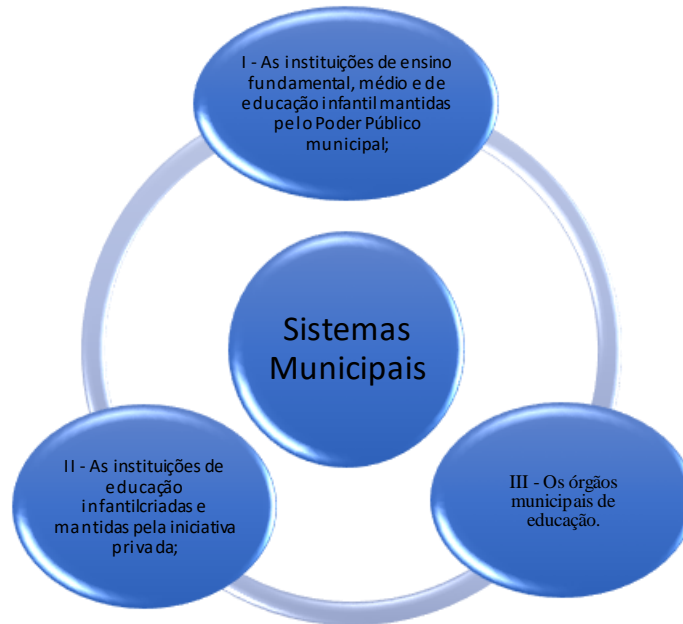 I - As instituições de ensino
fundamental, médio e de
educação infantil mantidas
pelo Poder Público
municipal;
Sistemas
Municipais
II - As instituições de
educação
infantilcriadas e
mantidas pela iniciativa
privada;
III - Os órgãos
municipais de
educação.